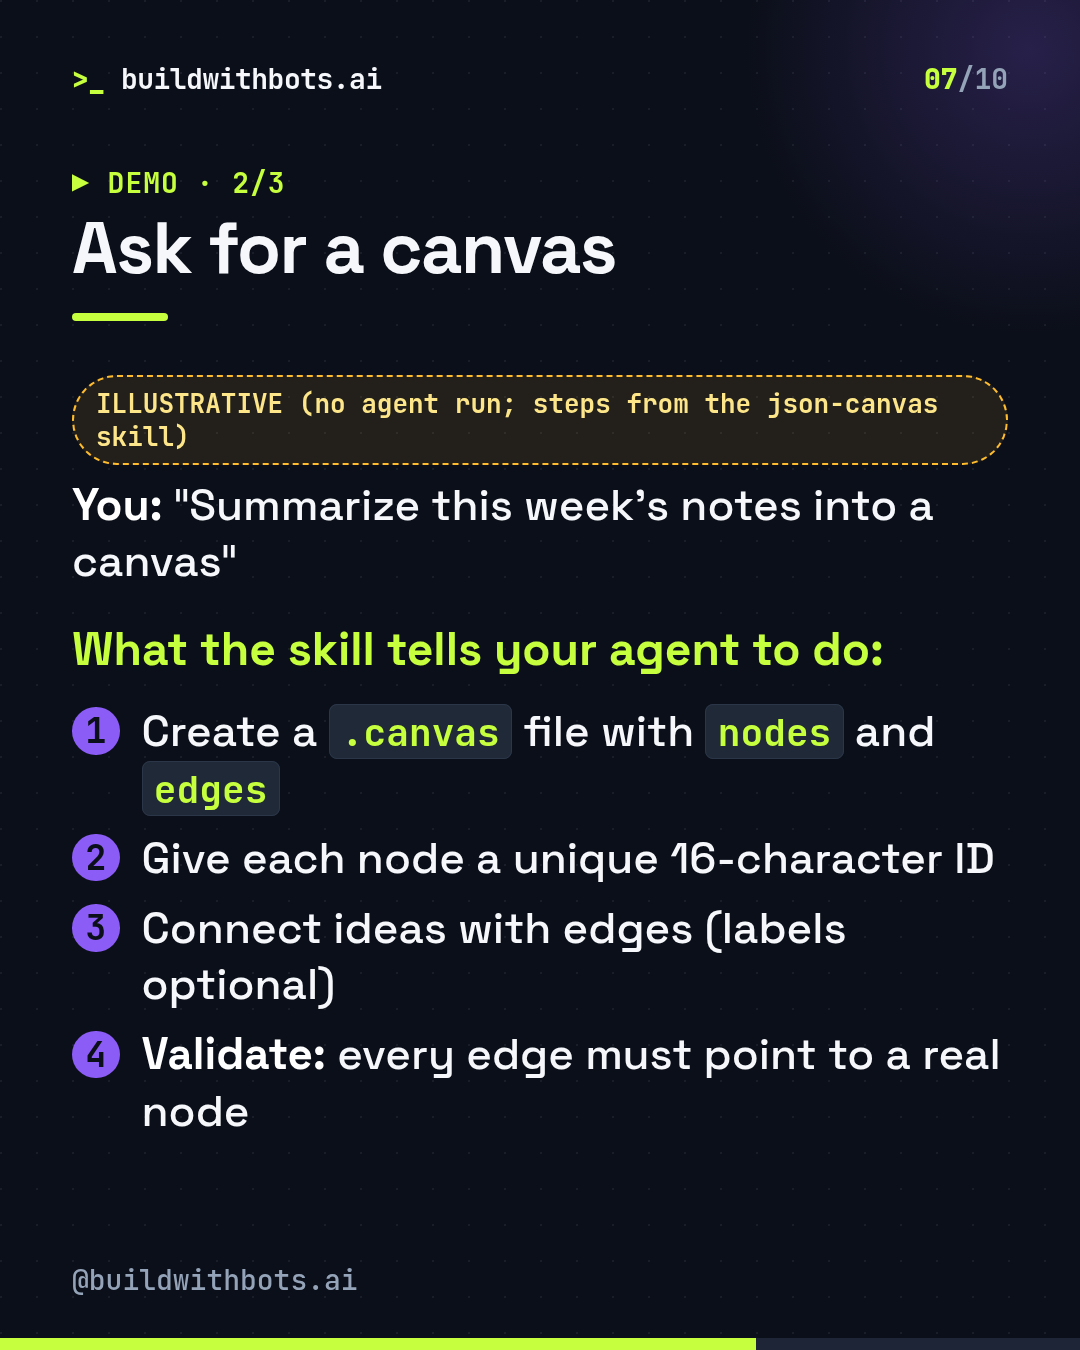 >_ buildwithbots.ai
07/10
▶ DEMO · 2/3
Ask for a canvas
ILLUSTRATIVE (no agent run; steps from the json-canvas
skill)
You: "Summarize this week’s notes into a
canvas"
What the skill tells your agent to do:
1 Create a .canvas file with nodes and
edges
2 Give each node a unique 16-character ID
3 Connect ideas with edges (labels
optional)
4 Validate: every edge must point to a real
node
@buildwithbots.ai